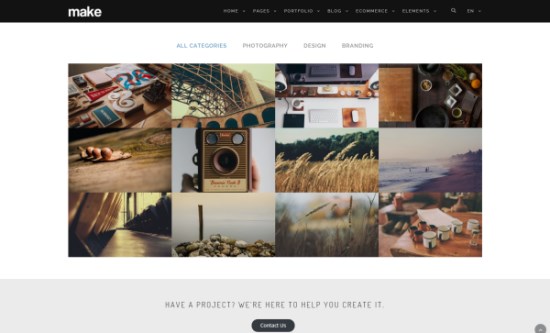 make
HOME PAGES PORTFOLIO BLOG ECOMMERCE ELEMENTS EN
ALL CATEGORIES PHOTOGRAPHY DESIGN BRANDING
HAVE A PROJECT? WE'RE HERE TO HELP YOU CREATE IT.
Contact Us